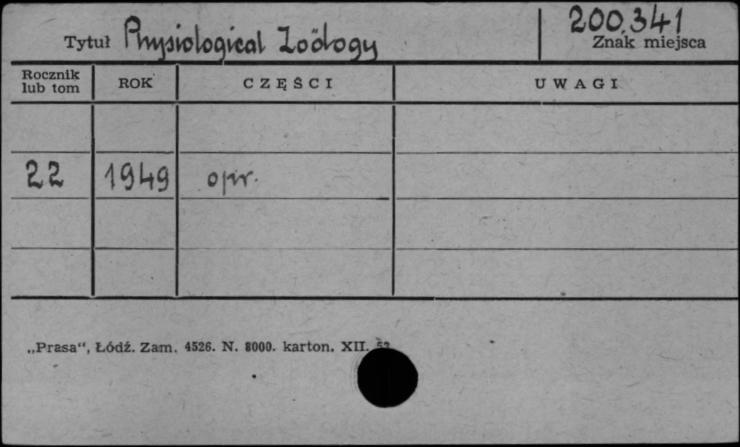 200.341
Tytuł Physiological Zoölogy Znak miejsca
Rocznik lub tom ROK CZĘŚCI UWAGI
22 1949 opr.
„Prasa“, Łódź. Zam. 4526. N. 8000. karton. XII. 52